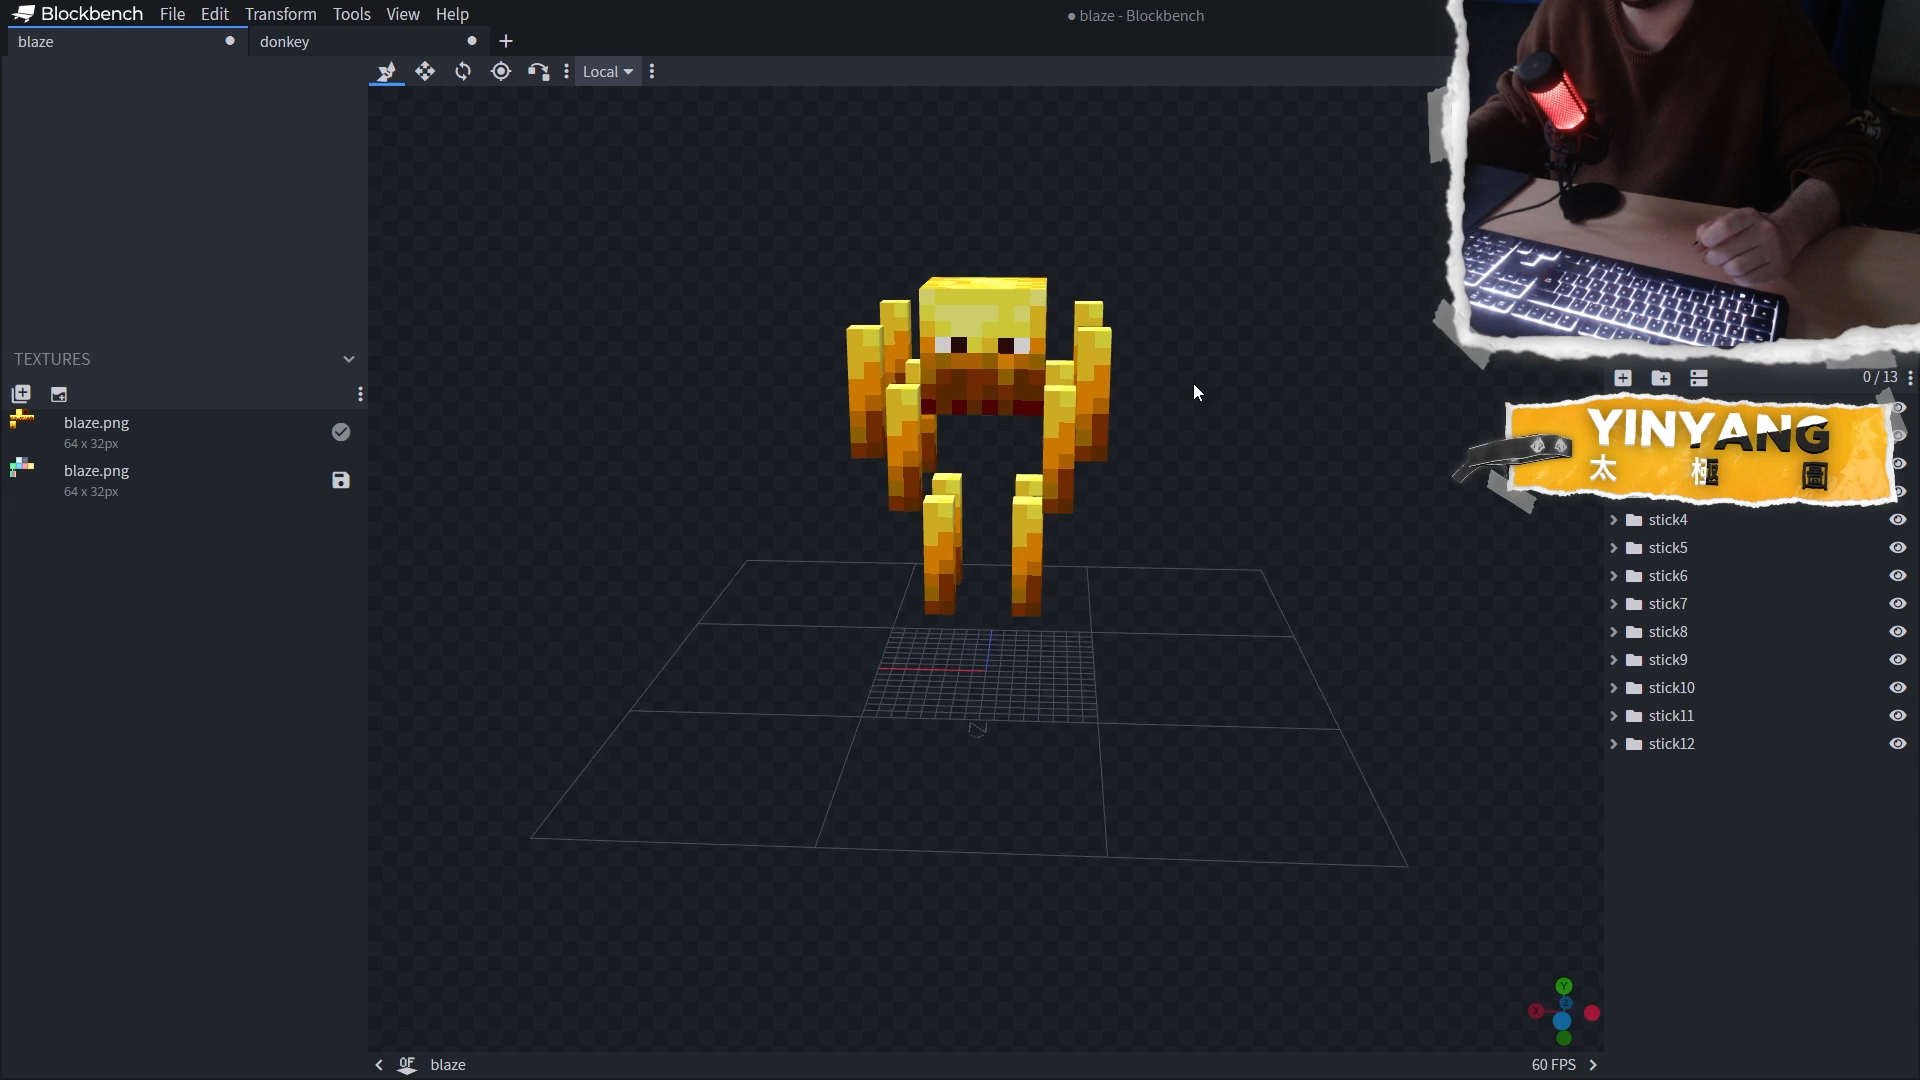 Blockbench File Edit Transform Tools View Help
blaze - Blockbench
blaze
donkey
Local
TEXTURES
blaze.png
64 x 32px
blaze.png
64 x 32px
0 / 13
YINYANG
太 極 圖
stick4
stick5
stick6
stick7
stick8
stick9
stick10
stick11
stick12
Y
Z
X
OF
blaze
60 FPS